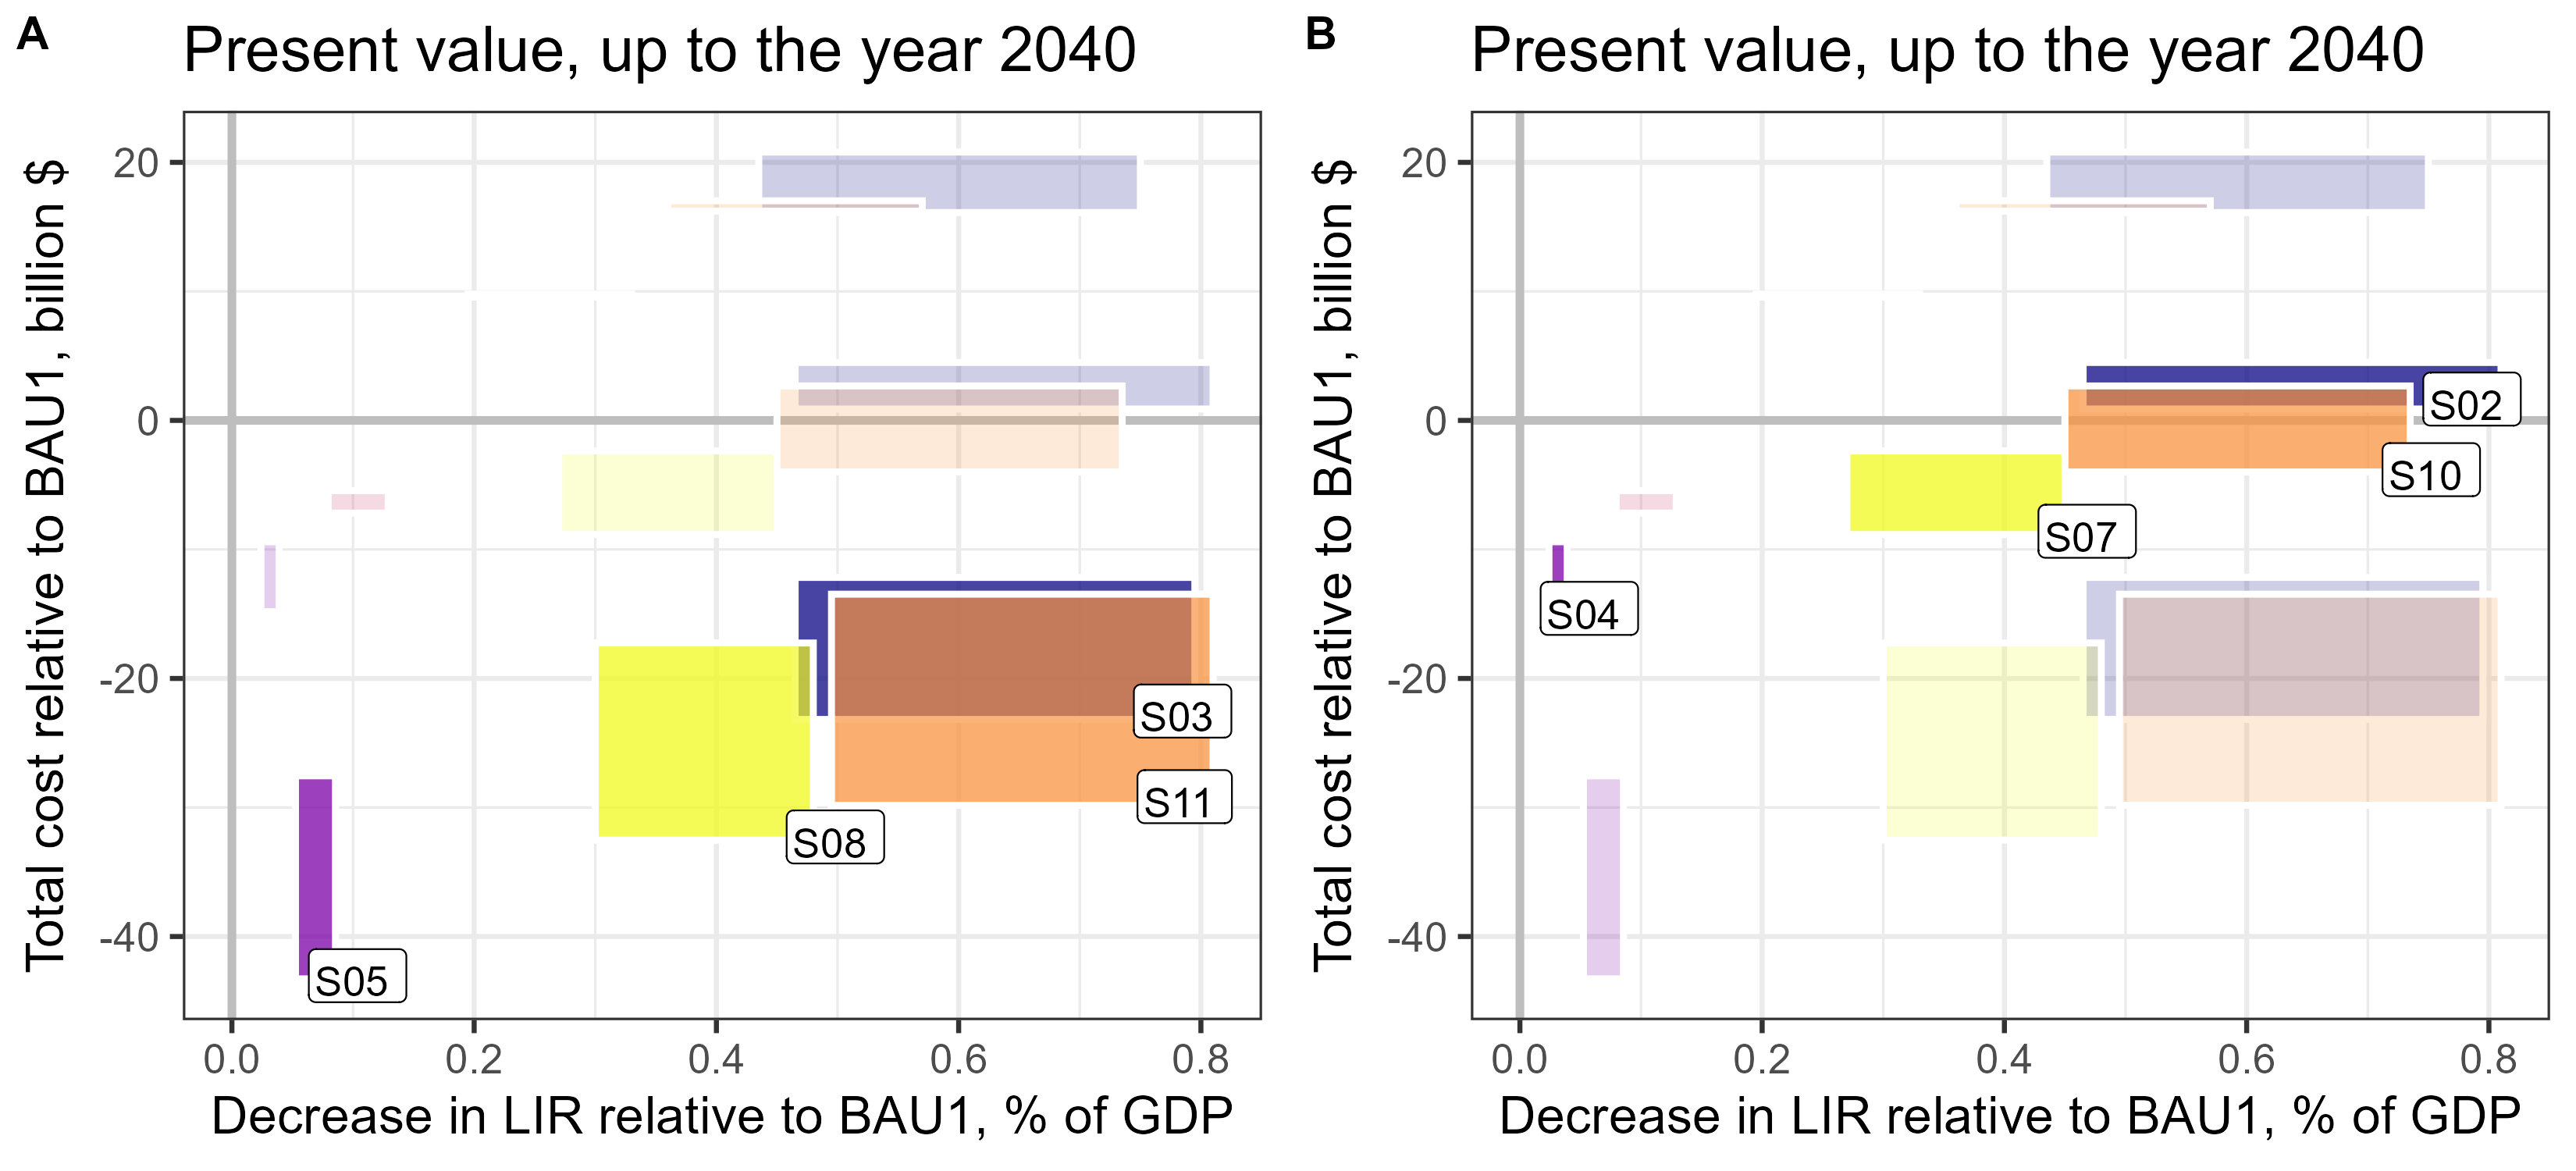 A
Present value, up to the year 2040
Total cost relative to BAU1, billion $
20
0
-20
-40
S03
S11
S08
S05
0.0 0.2 0.4 0.6 0.8
Decrease in LIR relative to BAU1, % of GDP
B
Present value, up to the year 2040
Total cost relative to BAU1, billion $
20
0
-20
-40
S02
S10
S07
S04
0.0 0.2 0.4 0.6 0.8
Decrease in LIR relative to BAU1, % of GDP